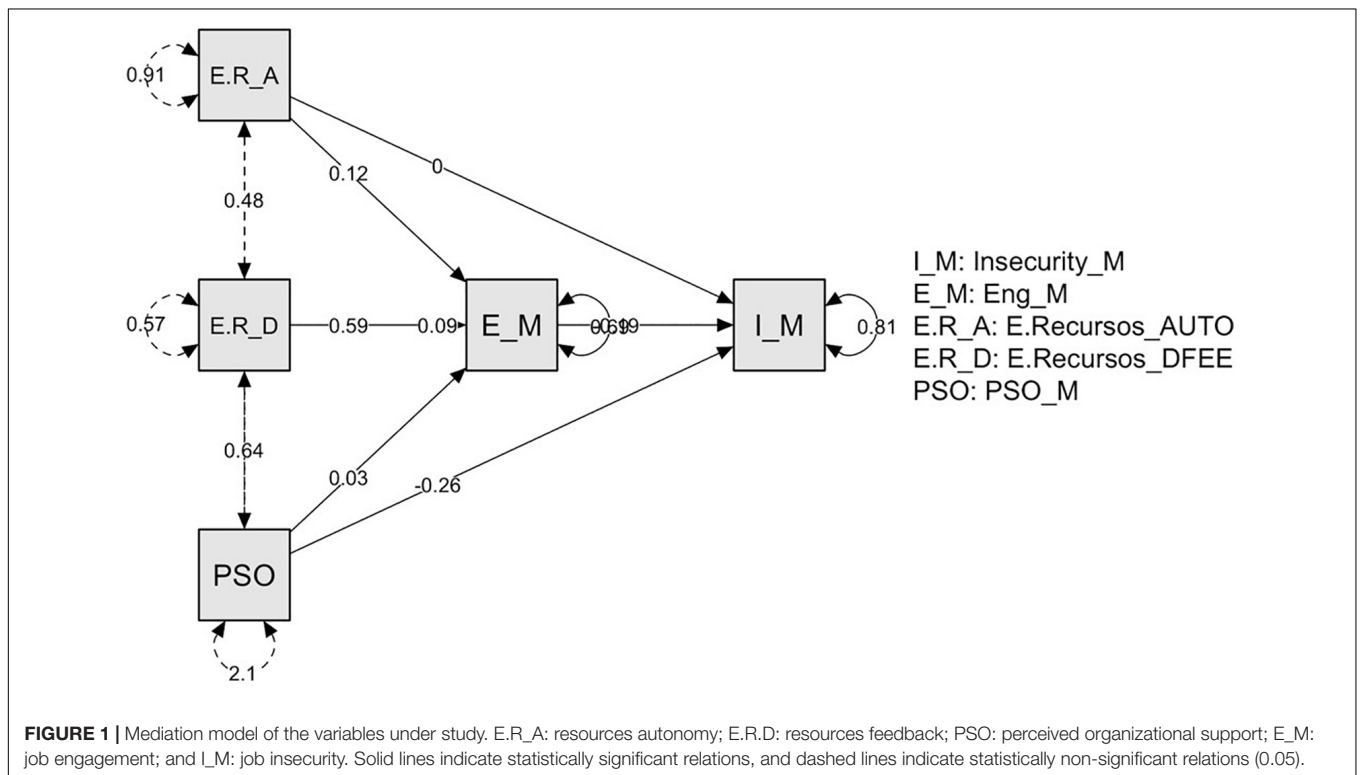 E.R_A
0.91
0
0.12
0.48
E.R_D
0.57
0.59
0.09
E_M
I_M
0.81
I_M: Insecurity_M
E_M: Eng_M
E.R_A: E.Recursos_AUTO
E.R_D: E.Recursos_DFEE
PSO: PSO_M
0.64
0.03
-0.26
PSO
2.1
FIGURE 1 | Mediation model of the variables under study. E.R_A: resources autonomy; E.R.D: resources feedback; PSO: perceived organizational support; E_M:
job engagement; and I_M: job insecurity. Solid lines indicate statistically significant relations, and dashed lines indicate statistically non-significant relations (0.05).